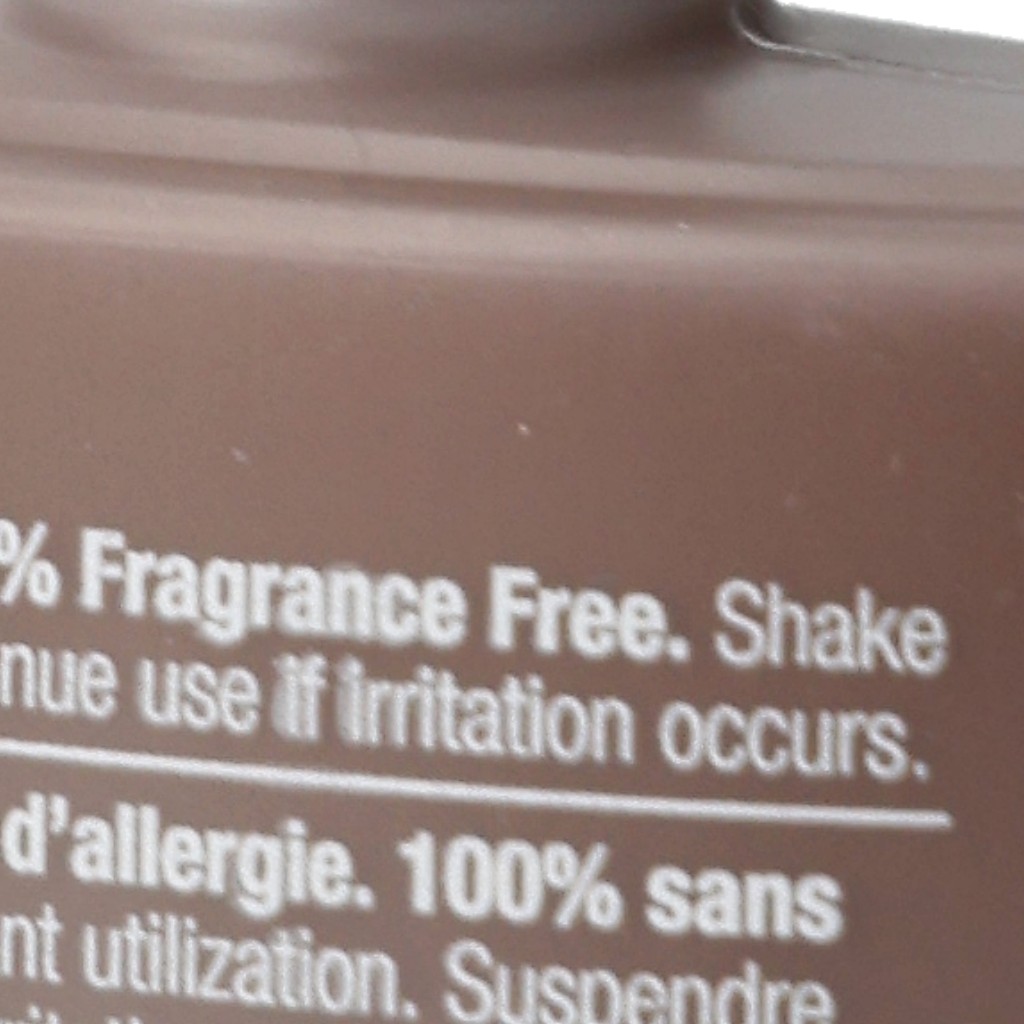 % Fragrance Free. Shake
nue use if irritation occurs.
d'allergie. 100% sans
nt utilization. Suspendre